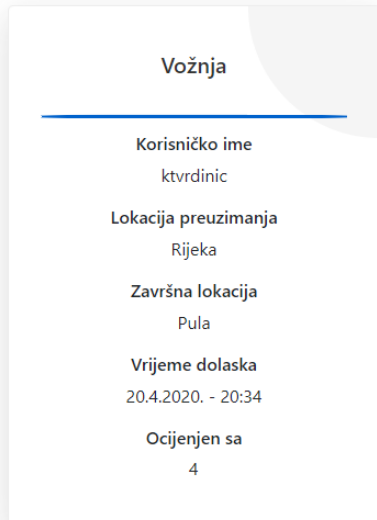 Vožnja
Korisničko ime
ktvrdinic
Lokacija preuzimanja
Rijeka
Završna lokacija
Pula
Vrijeme dolaska
20.4.2020. - 20:34
Ocijenjen sa
4